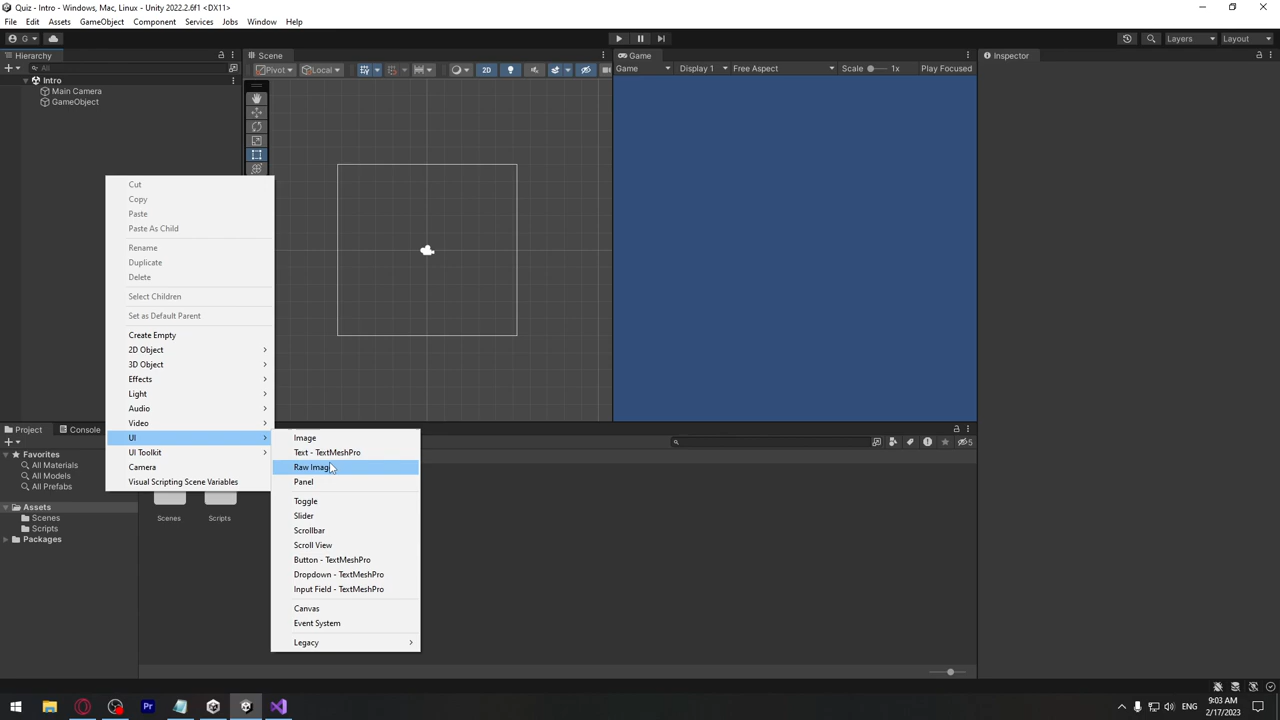 Quiz - Intro - Windows, Mac, Linux - Unity 2022.2.6f1 <DX11>
File Edit Assets GameObject Component Services Jobs Window Help
G
Layers Layout
Hierarchy Scene Game Inspector
All Pivot Local 2D Game Display 1 Free Aspect Scale 1x Play Focused
Intro
Main Camera
GameObject
Cut
Copy
Paste
Paste As Child
Rename
Duplicate
Delete
Select Children
Set as Default Parent
Create Empty
2D Object
3D Object
Effects
Light
Audio
Video
UI
UI Toolkit
Camera
Visual Scripting Scene Variables
Image
Text - TextMeshPro
Raw Image
Panel
Toggle
Slider
Scrollbar
Scroll View
Button - TextMeshPro
Dropdown - TextMeshPro
Input Field - TextMeshPro
Canvas
Event System
Legacy
Project Console
5
Favorites
All Materials
All Models
All Prefabs
Assets
Scenes
Scripts
Packages
Scenes Scripts
Pr
9:03 AM
2/17/2023